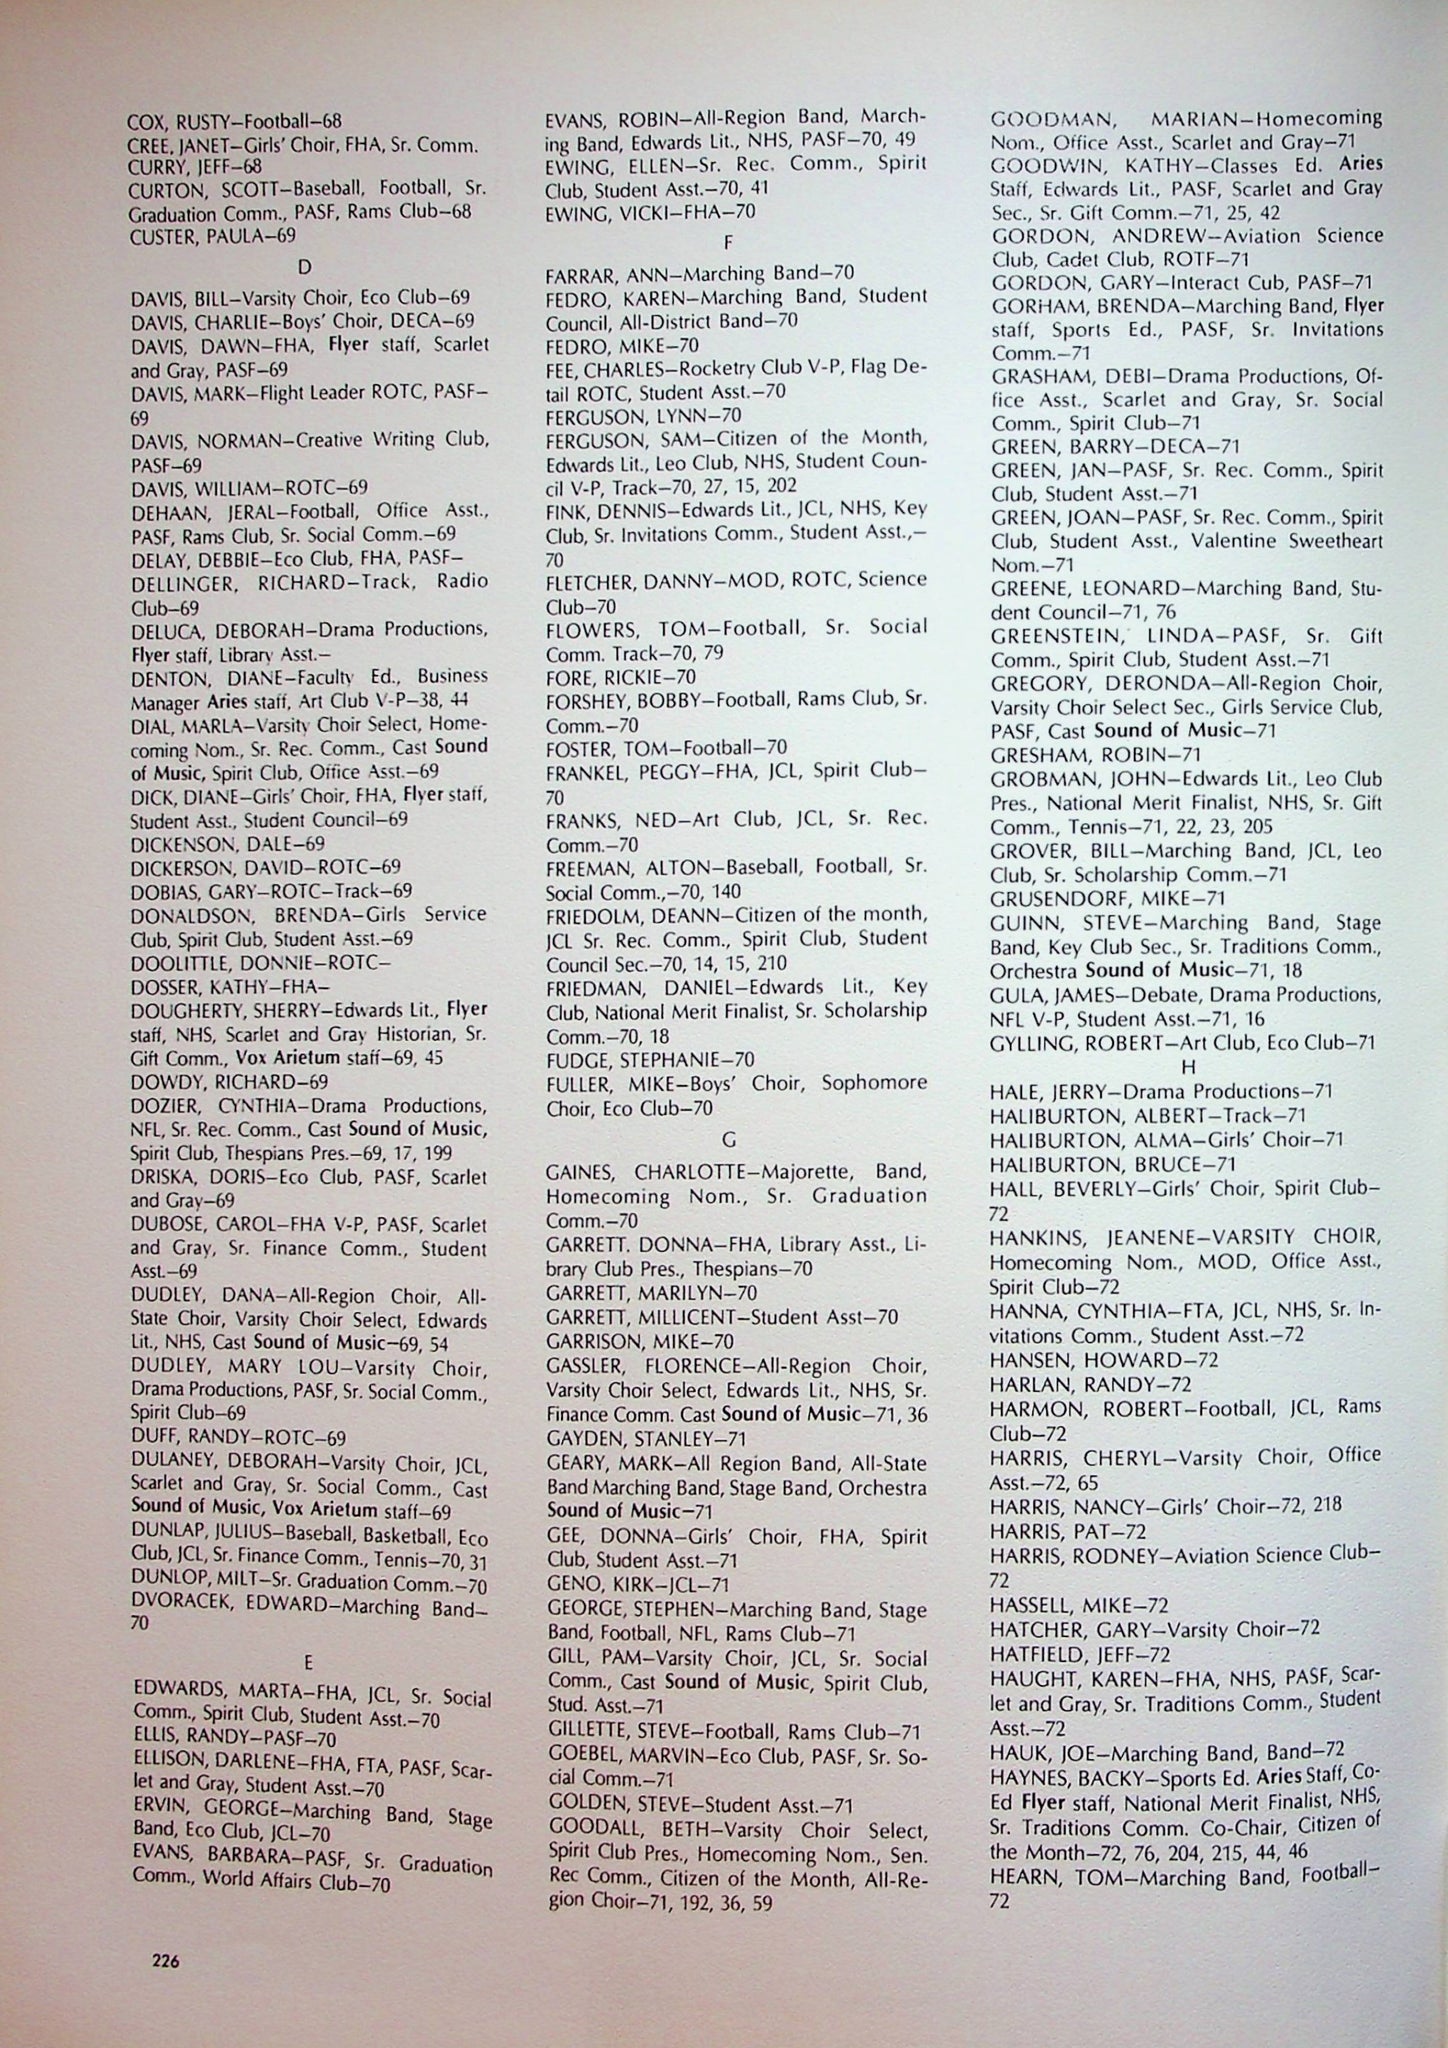 COX, RUSTY—Football—68
CREE, JANET—Girls' Choir, FHA, Sr. Comm.
CURRY, JEFF—68
CURTON, SCOTT—Baseball, Football, Sr.
Graduation Comm., PASF, Rams Club—68
CUSTER, PAULA—69
D
DAVIS, BILL—Varsity Choir, Eco Club—69
DAVIS, CHARLIE—Boys' Choir, DECA—69
DAVIS, DAWN—FHA, Flyer staff, Scarlet
and Gray, PASF—69
DAVIS, MARK—Flight Leader ROTC, PASF—
69
DAVIS, NORMAN—Creative Writing Club,
PASF—69
DAVIS, WILLIAM—ROTC—69
DEHAAN, JERAL—Football, Office Asst.,
PASF, Rams Club, Sr. Social Comm.—69
DELAY, DEBBIE—Eco Club, FHA, PASF—
DELLINGER, RICHARD—Track, Radio
Club—69
DELUCA, DEBORAH—Drama Productions,
Flyer staff, Library Asst.—
DENTON, DIANE—Faculty Ed., Business
Manager Aries staff, Art Club V-P—38, 44
DIAL, MARLA—Varsity Choir Select, Home-
coming Nom., Sr. Rec. Comm., Cast Sound
of Music, Spirit Club, Office Asst.—69
DICK, DIANE—Girls' Choir, FHA, Flyer staff,
Student Asst., Student Council—69
DICKENSON, DALE—69
DICKERSON, DAVID—ROTC—69
DOBIAS, GARY—ROTC—Track—69
DONALDSON, BRENDA—Girls Service
Club, Spirit Club, Student Asst.—69
DOOLITTLE, DONNIE—ROTC—
DOSSER, KATHY—FHA—
DOUGHERTY, SHERRY—Edwards Lit., Flyer
staff, NHS, Scarlet and Gray Historian, Sr.
Gift Comm., Vox Arietum staff—69, 45
DOWDY, RICHARD—69
DOZIER, CYNTHIA—Drama Productions,
NFL, Sr. Rec. Comm., Cast Sound of Music,
Spirit Club, Thespians Pres.—69, 17, 199
DRISKA, DORIS—Eco Club, PASF, Scarlet
and Gray—69
DUBOSE, CAROL—FHA V-P, PASF, Scarlet
and Gray, Sr. Finance Comm., Student
Asst.—69
DUDLEY, DANA—All-Region Choir, All-
State Choir, Varsity Choir Select, Edwards
Lit., NHS, Cast Sound of Music—69, 54
DUDLEY, MARY LOU—Varsity Choir,
Drama Productions, PASF, Sr. Social Comm.,
Spirit Club—69
DUFF, RANDY—ROTC—69
DULANEY, DEBORAH—Varsity Choir, JCL,
Scarlet and Gray, Sr. Social Comm., Cast
Sound of Music, Vox Arietum staff—69
DUNLAP, JULIUS—Baseball, Basketball, Eco
Club, JCL, Sr. Finance Comm., Tennis—70, 31
DUNLOP, MILT—Sr. Graduation Comm.—70
DVORACEK, EDWARD—Marching Band—
70
E
EDWARDS, MARTA—FHA, JCL, Sr. Social
Comm., Spirit Club, Student Asst.—70
ELLIS, RANDY—PASF—70
ELLISON, DARLENE—FHA, FTA, PASF, Scar-
let and Gray, Student Asst.—70
ERVIN, GEORGE—Marching Band, Stage
Band, Eco Club, JCL—70
EVANS, BARBARA—PASF, Sr. Graduation
Comm., World Affairs Club—70
EVANS, ROBIN—All-Region Band, March-
ing Band, Edwards Lit., NHS, PASF—70, 49
EWING, ELLEN—Sr. Rec. Comm., Spirit
Club, Student Asst.—70, 41
EWING, VICKI—FHA—70
F
FARRAR, ANN—Marching Band—70
FEDRO, KAREN—Marching Band, Student
Council, All-District Band—70
FEDRO, MIKE—70
FEE, CHARLES—Rocketry Club V-P, Flag De-
tail ROTC, Student Asst.—70
FERGUSON, LYNN—70
FERGUSON, SAM—Citizen of the Month,
Edwards Lit., Leo Club, NHS, Student Coun-
cil V-P, Track—70, 27, 15, 202
FINK, DENNIS—Edwards Lit., JCL, NHS, Key
Club, Sr. Invitations Comm., Student Asst.,—
70
FLETCHER, DANNY—MOD, ROTC, Science
Club—70
FLOWERS, TOM—Football, Sr. Social
Comm. Track—70, 79
FORE, RICKIE—70
FORSHEY, BOBBY—Football, Rams Club, Sr.
Comm.—70
FOSTER, TOM—Football—70
FRANKEL, PEGGY—FHA, JCL, Spirit Club—
70
FRANKS, NED—Art Club, JCL, Sr. Rec.
Comm.—70
FREEMAN, ALTON—Baseball, Football, Sr.
Social Comm.,—70, 140
FRIEDOLM, DEANN—Citizen of the month,
JCL Sr. Rec. Comm., Spirit Club, Student
Council Sec.—70, 14, 15, 210
FRIEDMAN, DANIEL—Edwards Lit., Key
Club, National Merit Finalist, Sr. Scholarship
Comm.—70, 18
FUDGE, STEPHANIE—70
FULLER, MIKE—Boys' Choir, Sophomore
Choir, Eco Club—70
G
GAINES, CHARLOTTE—Majorette, Band,
Homecoming Nom., Sr. Graduation
Comm.—70
GARRETT. DONNA—FHA, Library Asst., Li-
brary Club Pres., Thespians—70
GARRETT, MARILYN—70
GARRETT, MILLICENT—Student Asst—70
GARRISON, MIKE—70
GASSLER, FLORENCE—All-Region Choir,
Varsity Choir Select, Edwards Lit., NHS, Sr.
Finance Comm. Cast Sound of Music—71, 36
GAYDEN, STANLEY—71
GEARY, MARK—All Region Band, All-State
Band Marching Band, Stage Band, Orchestra
Sound of Music—71
GEE, DONNA—Girls' Choir, FHA, Spirit
Club, Student Asst.—71
GENO, KIRK—JCL—71
GEORGE, STEPHEN—Marching Band, Stage
Band, Football, NFL, Rams Club—71
GILL, PAM—Varsity Choir, JCL, Sr. Social
Comm., Cast Sound of Music, Spirit Club,
Stud. Asst.—71
GILLETTE, STEVE—Football, Rams Club—71
GOEBEL, MARVIN—Eco Club, PASF, Sr. So-
cial Comm.—71
GOLDEN, STEVE—Student Asst.—71
GOODALL, BETH—Varsity Choir Select,
Spirit Club Pres., Homecoming Nom., Sen.
Rec Comm., Citizen of the Month, All-Re-
gion Choir—71, 192, 36, 59
GOODMAN, MARIAN—Homecoming
Nom., Office Asst., Scarlet and Gray—71
GOODWIN, KATHY—Classes Ed. Aries
Staff, Edwards Lit., PASF, Scarlet and Gray
Sec., Sr. Gift Comm.—71, 25, 42
GORDON, ANDREW—Aviation Science
Club, Cadet Club, ROTF—71
GORDON, GARY—Interact Cub, PASF—71
GORHAM, BRENDA—Marching Band, Flyer
staff, Sports Ed., PASF, Sr. Invitations
Comm.—71
GRASHAM, DEBI—Drama Productions, Of-
fice Asst., Scarlet and Gray, Sr. Social
Comm., Spirit Club—71
GREEN, BARRY—DECA—71
GREEN, JAN—PASF, Sr. Rec. Comm., Spirit
Club, Student Asst.—71
GREEN, JOAN—PASF, Sr. Rec. Comm., Spirit
Club, Student Asst., Valentine Sweetheart
Nom.—71
GREENE, LEONARD—Marching Band, Stu-
dent Council—71, 76
GREENSTEIN, LINDA—PASF, Sr. Gift
Comm., Spirit Club, Student Asst.—71
GREGORY, DERONDA—All-Region Choir,
Varsity Choir Select Sec., Girls Service Club,
PASF, Cast Sound of Music—71
GRESHAM, ROBIN—71
GROBMAN, JOHN—Edwards Lit., Leo Club
Pres., National Merit Finalist, NHS, Sr. Gift
Comm., Tennis—71, 22, 23, 205
GROVER, BILL—Marching Band, JCL, Leo
Club, Sr. Scholarship Comm.—71
GRUSENDORF, MIKE—71
GUINN, STEVE—Marching Band, Stage
Band, Key Club Sec., Sr. Traditions Comm.,
Orchestra Sound of Music—71, 18
GULA, JAMES—Debate, Drama Productions,
NFL V-P, Student Asst.—71, 16
GYLLING, ROBERT—Art Club, Eco Club—71
H
HALE, JERRY—Drama Productions—71
HALIBURTON, ALBERT—Track—71
HALIBURTON, ALMA—Girls' Choir—71
HALIBURTON, BRUCE—71
HALL, BEVERLY—Girls' Choir, Spirit Club—
72
HANKINS, JEANENE—VARSITY CHOIR,
Homecoming Nom., MOD, Office Asst.,
Spirit Club—72
HANNA, CYNTHIA—FTA, JCL, NHS, Sr. In-
vitations Comm., Student Asst.—72
HANSEN, HOWARD—72
HARLAN, RANDY—72
HARMON, ROBERT—Football, JCL, Rams
Club—72
HARRIS, CHERYL—Varsity Choir, Office
Asst.—72, 65
HARRIS, NANCY—Girls' Choir—72, 218
HARRIS, PAT—72
HARRIS, RODNEY—Aviation Science Club—
72
HASSELL, MIKE—72
HATCHER, GARY—Varsity Choir—72
HATFIELD, JEFF—72
HAUGHT, KAREN—FHA, NHS, PASF, Scar-
let and Gray, Sr. Traditions Comm., Student
Asst.—72
HAUK, JOE—Marching Band, Band—72
HAYNES, BACKY—Sports Ed. Aries Staff, Co-
Ed Flyer staff, National Merit Finalist, NHS,
Sr. Traditions Comm. Co-Chair, Citizen of
the Month—72, 76, 204, 215, 44, 46
HEARN, TOM—Marching Band, Football—
72
226